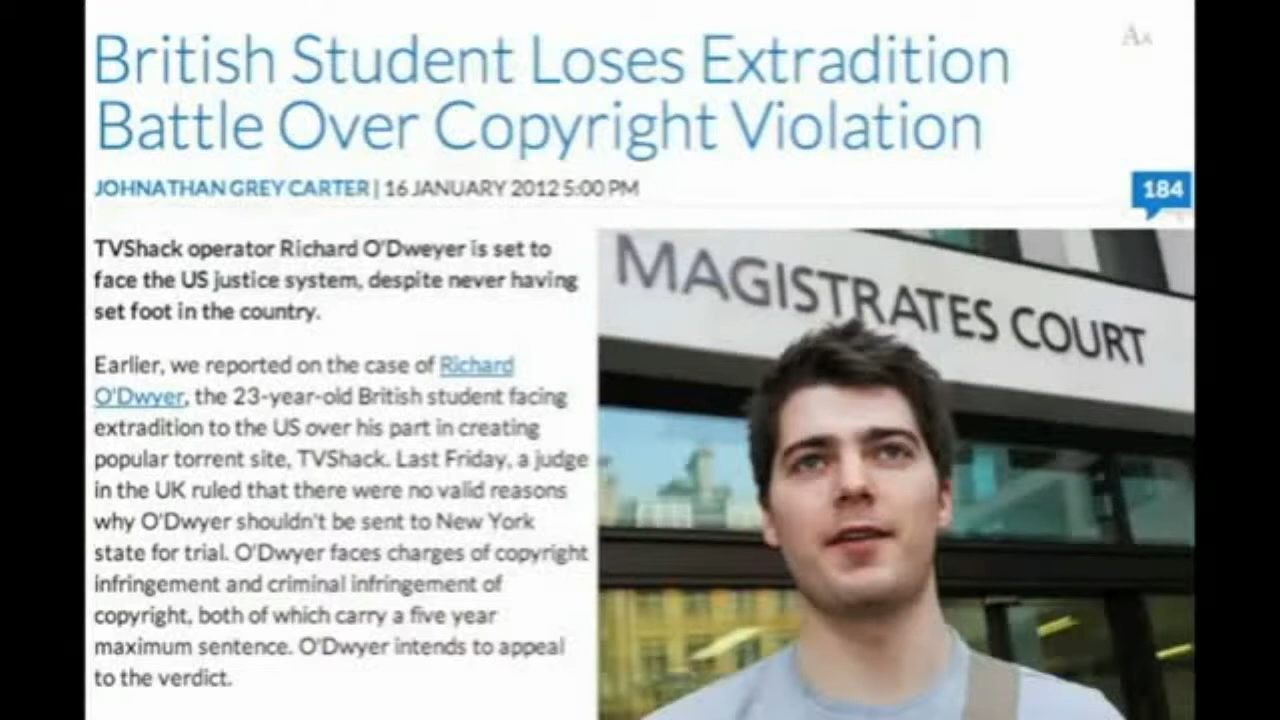 British Student Loses Extradition
Battle Over Copyright Violation
Ax
JOHNATHAN GREY CARTER | 16 JANUARY 2012 5:00 PM
184
TVShack operator Richard O'Dweyer is set to
face the US justice system, despite never having
set foot in the country.
Earlier, we reported on the case of Richard
O'Dwyer, the 23-year-old British student facing
extradition to the US over his part in creating
popular torrent site, TVShack. Last Friday, a judge
in the UK ruled that there were no valid reasons
why O'Dwyer shouldn't be sent to New York
state for trial. O'Dwyer faces charges of copyright
infringement and criminal infringement of
copyright, both of which carry a five year
maximum sentence. O'Dwyer intends to appeal
to the verdict.
MAGISTRATES COURT